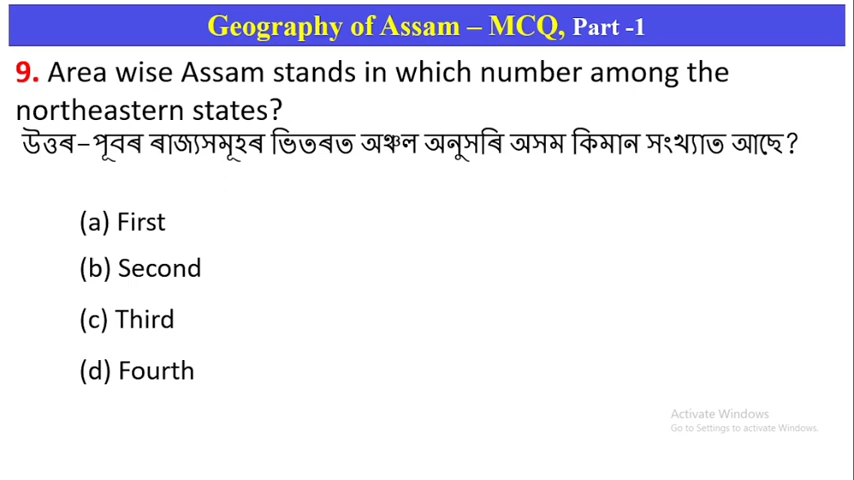 Geography of Assam – MCQ, Part -1
9. Area wise Assam stands in which number among the
northeastern states?
উত্তৰ–পূবৰ ৰাজ্যসমূহৰ ভিতৰত অঞ্চল অনুসৰি অসম কিমান সংখ্যাত আছে?
(a) First
(b) Second
(c) Third
(d) Fourth
Activate Windows
Go to Settings to activate Windows.